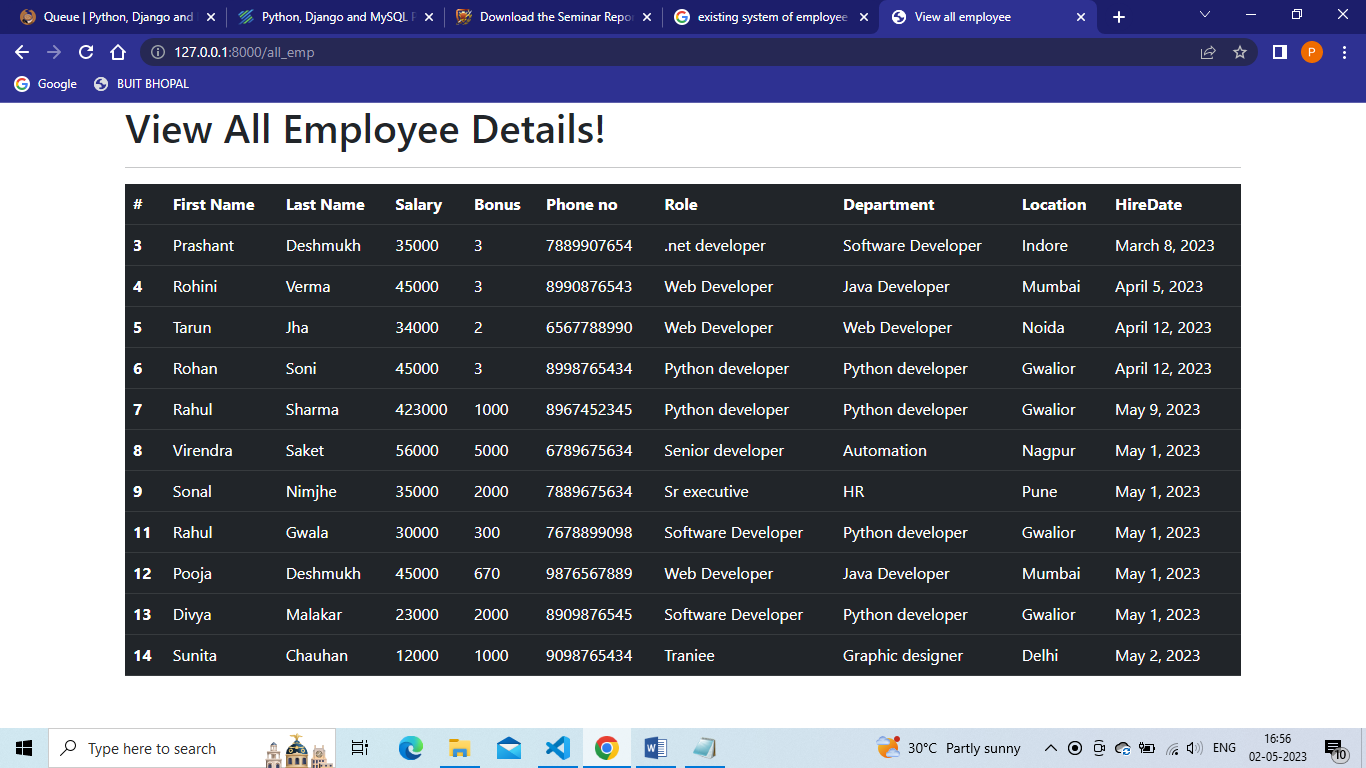 Queue | Python, Django and
Python, Django and MySQL P
Download the Seminar Repor
existing system of employee
View all employee
127.0.0.1:8000/all_emp
P
Google
BUIT BHOPAL
View All Employee Details!
# First Name Last Name Salary Bonus Phone no Role Department Location HireDate
3 Prashant Deshmukh 35000 3 7889907654 .net developer Software Developer Indore March 8, 2023
4 Rohini Verma 45000 3 8990876543 Web Developer Java Developer Mumbai April 5, 2023
5 Tarun Jha 34000 2 6567788990 Web Developer Web Developer Noida April 12, 2023
6 Rohan Soni 45000 3 8998765434 Python developer Python developer Gwalior April 12, 2023
7 Rahul Sharma 423000 1000 8967452345 Python developer Python developer Gwalior May 9, 2023
8 Virendra Saket 56000 5000 6789675634 Senior developer Automation Nagpur May 1, 2023
9 Sonal Nimjhe 35000 2000 7889675634 Sr executive HR Pune May 1, 2023
11 Rahul Gwala 30000 300 7678899098 Software Developer Python developer Gwalior May 1, 2023
12 Pooja Deshmukh 45000 670 9876567889 Web Developer Java Developer Mumbai May 1, 2023
13 Divya Malakar 23000 2000 8909876545 Software Developer Python developer Gwalior May 1, 2023
14 Sunita Chauhan 12000 1000 9098765434 Traniee Graphic designer Delhi May 2, 2023
Type here to search
30°C Partly sunny
ENG
16:56
02-05-2023
10